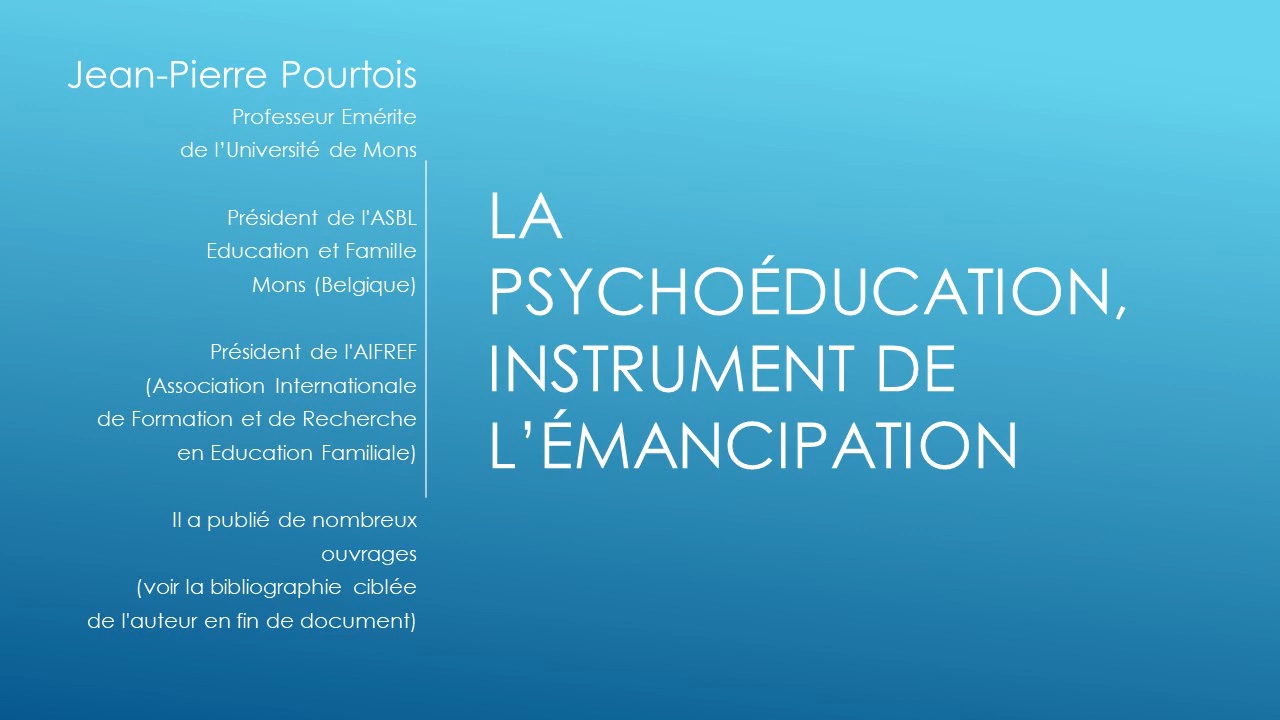 Jean-Pierre Pourtois
Professeur Emérite
de l’Université de Mons
Président de l'ASBL
Education et Famille
Mons (Belgique)
Président de l'AIFREF
(Association Internationale
de Formation et de Recherche
en Education Familiale)
Il a publié de nombreux
ouvrages
(voir la bibliographie ciblée
de l'auteur en fin de document)
LA
PSYCHOÉDUCATION,
INSTRUMENT DE
L’ÉMANCIPATION